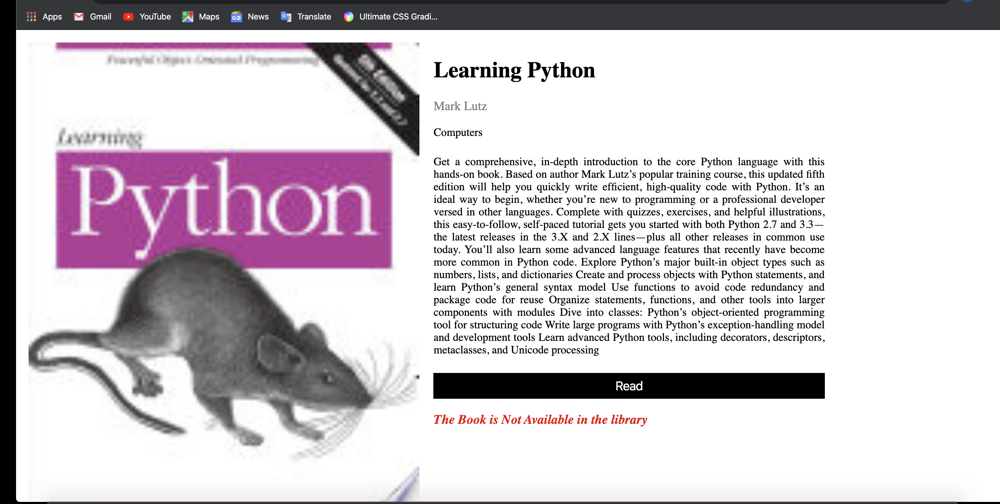 Apps Gmail YouTube Maps News Translate Ultimate CSS Gradi...
Powerful Object-Oriented Programming
Learning
Python
Learning Python
Mark Lutz
Computers
Get a comprehensive, in-depth introduction to the core Python language with this
hands-on book. Based on author Mark Lutz’s popular training course, this updated fifth
edition will help you quickly write efficient, high-quality code with Python. It’s an
ideal way to begin, whether you’re new to programming or a professional developer
versed in other languages. Complete with quizzes, exercises, and helpful illustrations,
this easy-to-follow, self-paced tutorial gets you started with both Python 2.7 and 3.3—
the latest releases in the 3.X and 2.X lines—plus all other releases in common use
today. You’ll also learn some advanced language features that recently have become
more common in Python code. Explore Python’s major built-in object types such as
numbers, lists, and dictionaries Create and process objects with Python statements, and
learn Python’s general syntax model Use functions to avoid code redundancy and
package code for reuse Organize statements, functions, and other tools into larger
components with modules Dive into classes: Python’s object-oriented programming
tool for structuring code Write large programs with Python’s exception-handling model
and development tools Learn advanced Python tools, including decorators, descriptors,
metaclasses, and Unicode processing
Read
The Book is Not Available in the library